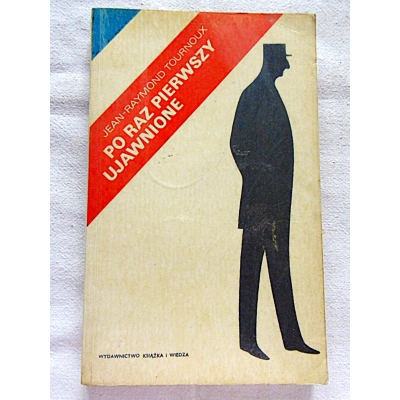 JEAN-RAYMOND TOURNOUX
PO RAZ PIERWSZY
UJAWNIONE
WYDAWNICTWO KSIĄŻKA I WIEDZA